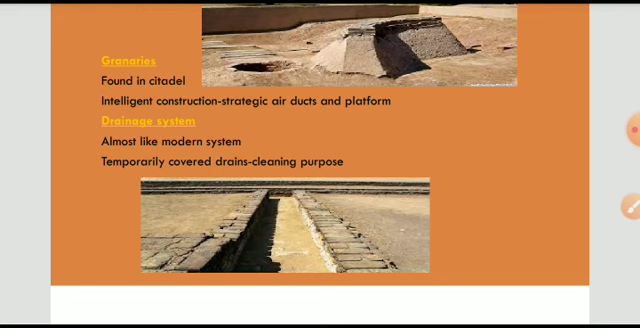 Granaries
Found in citadel
Intelligent construction-strategic air ducts and platform
Drainage system
Almost like modern system
Temporarily covered drains-cleaning purpose